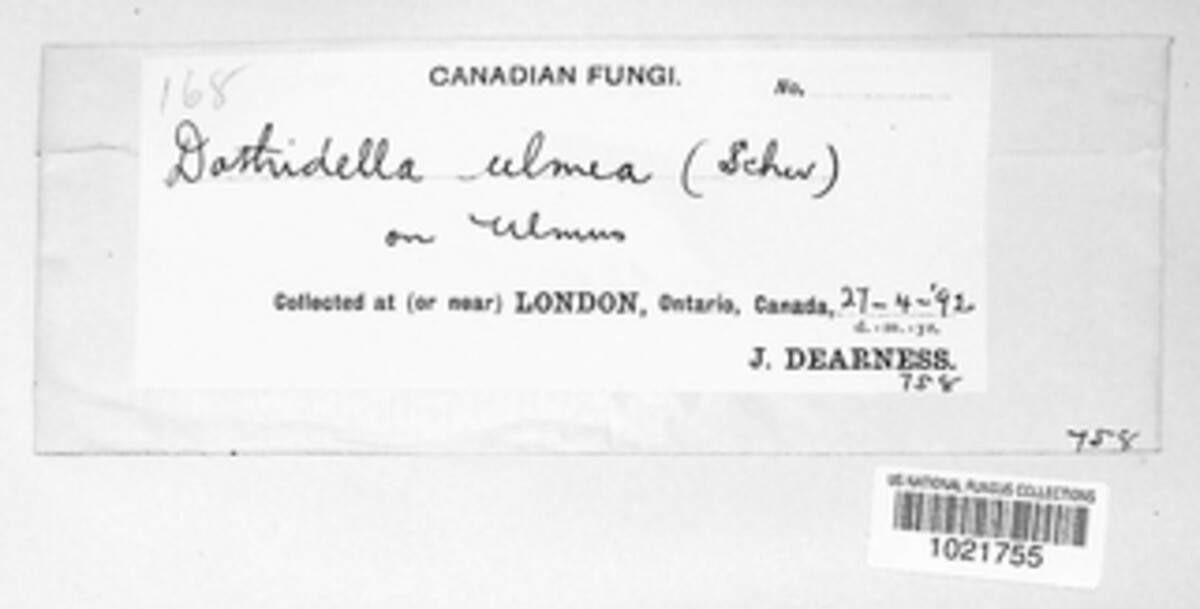 168
CANADIAN FUNGI. No.
Dothidella ulmea (Schw)
on Ulmus
Collected at (or near) LONDON, Ontario, Canada, 27-4-'92
d.-m.-yr.
J. DEARNESS.
758
758
US NATIONAL FUNGUS COLLECTIONS
1021755